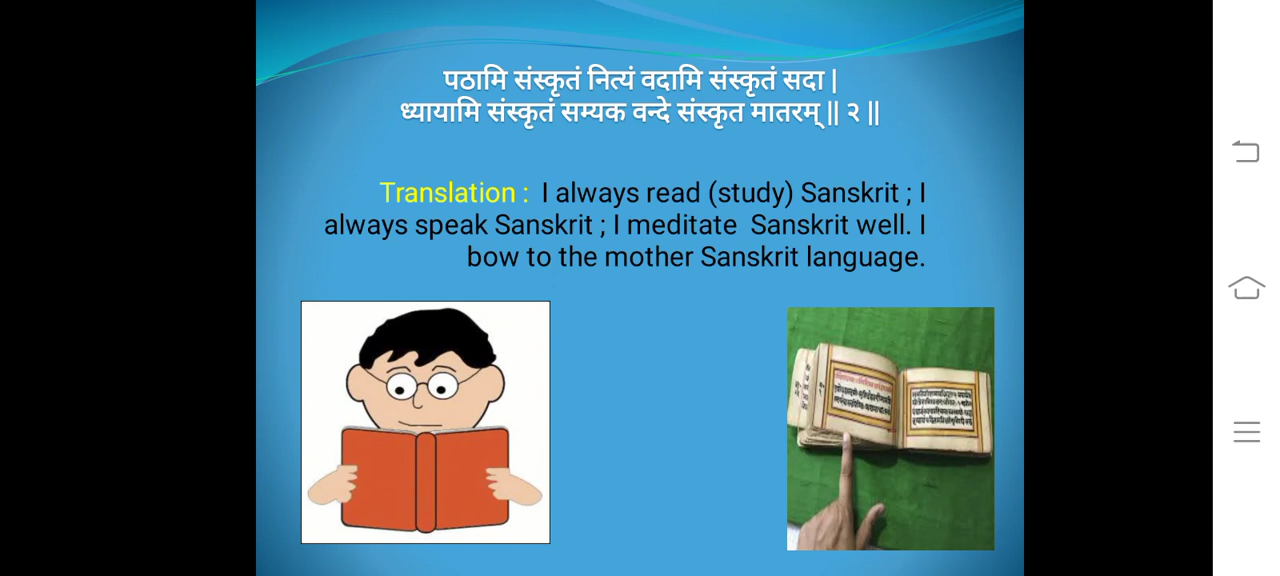 पठामि संस्कृतं नित्यं वदामि संस्कृतं सदा |
ध्यायामि संस्कृतं सम्यक वन्दे संस्कृत मातरम् || २ ||
Translation : I always read (study) Sanskrit ; I
always speak Sanskrit ; I meditate Sanskrit well. I
bow to the mother Sanskrit language.